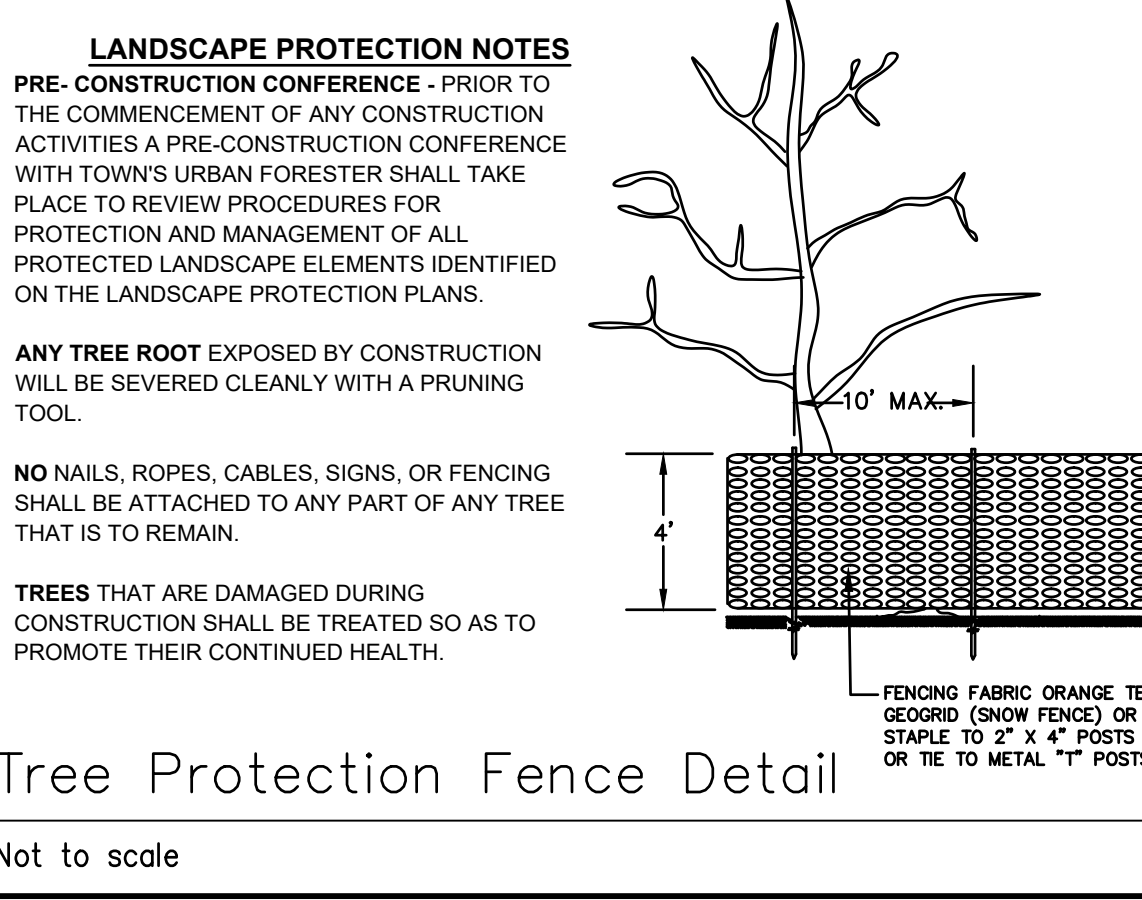 LANDSCAPE PROTECTION NOTES
PRE- CONSTRUCTION CONFERENCE - PRIOR TO
THE COMMENCEMENT OF ANY CONSTRUCTION
ACTIVITIES A PRE-CONSTRUCTION CONFERENCE
WITH TOWN'S URBAN FORESTER SHALL TAKE
PLACE TO REVIEW PROCEDURES FOR
PROTECTION AND MANAGEMENT OF ALL
PROTECTED LANDSCAPE ELEMENTS IDENTIFIED
ON THE LANDSCAPE PROTECTION PLANS.
ANY TREE ROOT EXPOSED BY CONSTRUCTION
WILL BE SEVERED CLEANLY WITH A PRUNING
TOOL.
NO NAILS, ROPES, CABLES, SIGNS, OR FENCING
SHALL BE ATTACHED TO ANY PART OF ANY TREE
THAT IS TO REMAIN.
TREES THAT ARE DAMAGED DURING
CONSTRUCTION SHALL BE TREATED SO AS TO
PROMOTE THEIR CONTINUED HEALTH.
10' MAX.
4'
FENCING FABRIC ORANGE
GEOGRID (SNOW FENCE) OR
STAPLE TO 2" X 4" POSTS
OR TIE TO METAL "T" POSTS
Tree Protection Fence Detail
Not to scale